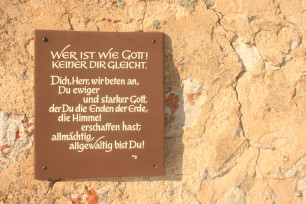 WER IST WIE GOTT!
KEINER DIR GLEICHT.
Dich, Herr, wir beten an,
Du ewiger
und starker Gott,
der Du die Enden der Erde,
die Himmel
erschaffen hast;
allmächtig,
allgewaltig bist Du!